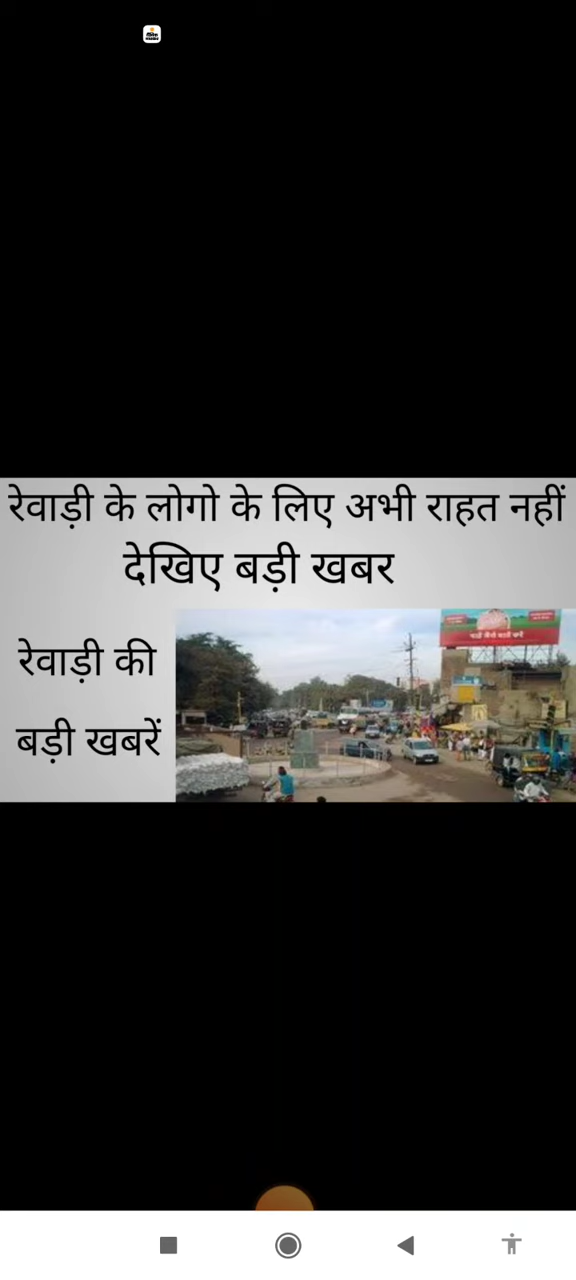 रेवाड़ी के लोगो के लिए अभी राहत नहीं
देखिए बड़ी खबर
रेवाड़ी की
बड़ी खबरें